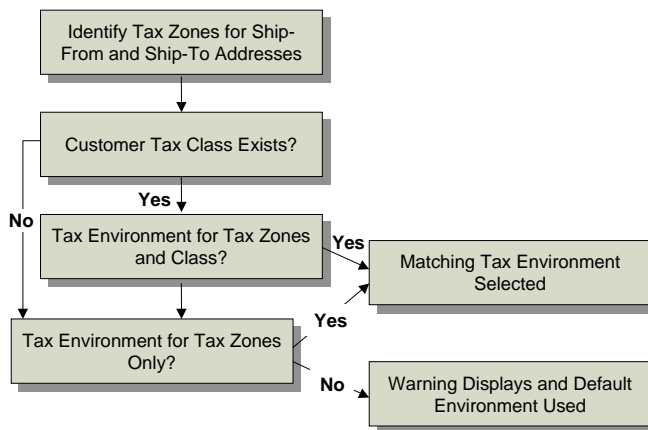 Identify Tax Zones for Ship-
From and Ship-To Addresses
Customer Tax Class Exists?
Yes
No
Tax Environment for Tax Zones
and Class?
Yes
Matching Tax Environment
Selected
Yes
Tax Environment for Tax Zones
Only?
No
Warning Displays and Default
Environment Used